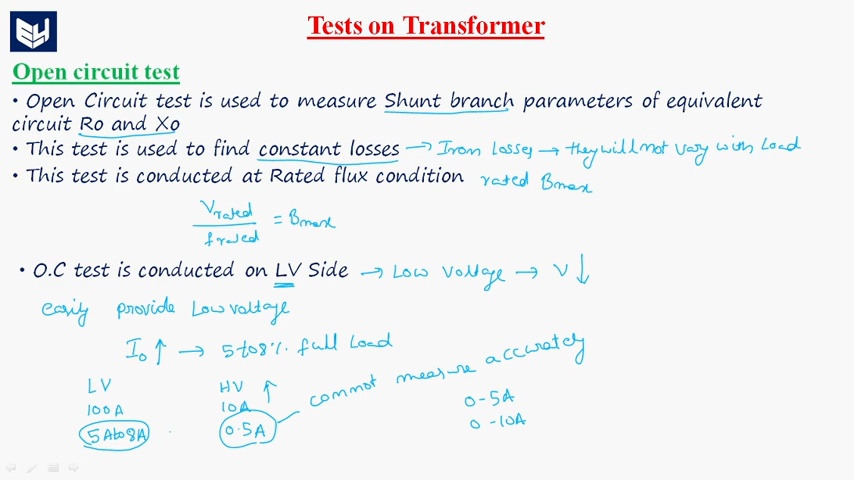 Tests on Transformer
Open circuit test
• Open Circuit test is used to measure Shunt branch parameters of equivalent
circuit Ro and Xo
• This test is used to find constant losses → Iron losses → they will not vary with Load
• This test is conducted at Rated flux condition rated Bmax
Vrated / frated = Bmax
• O.C test is conducted on LV Side → Low voltage → V ↓
easily provide Low voltage
Io ↑ → 5 to 8% full Load
LV HV ↑ cannot measure accurately
100A 10A 0-5A
5A to 8A 0.5A 0-10A